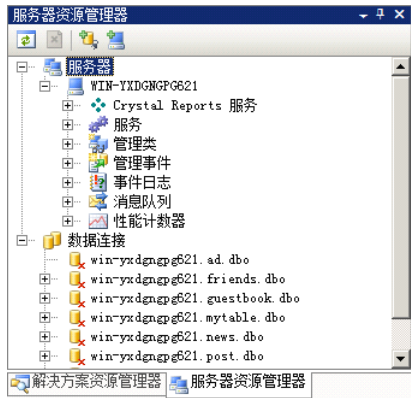 服务器资源管理器
服务器
WIN-YXDGNGPG621
Crystal Reports 服务
服务
管理类
管理事件
事件日志
消息队列
性能计数器
数据连接
win-yxdgngpg621.ad.dbo
win-yxdgngpg621.friends.dbo
win-yxdgngpg621.guestbook.dbo
win-yxdgngpg621.mytable.dbo
win-yxdgngpg621.news.dbo
win-yxdgngpg621.post.dbo
解决方案资源管理器 服务器资源管理器